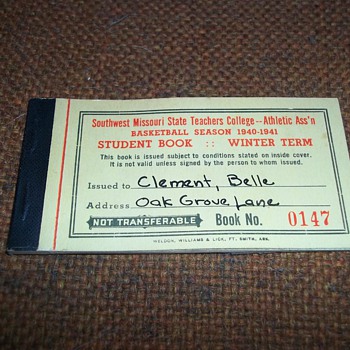 Southwest Missouri State Teachers College--Athletic Ass'n
BASKETBALL SEASON 1940-1941
STUDENT BOOK :: WINTER TERM
This book is issued subject to conditions stated on inside cover.
It is not valid unless signed by the person to whom issued.
Issued to Clement, Belle
Address Oak Grove Lane
NOT TRANSFERABLE Book No. 0147
WELDON, WILLIAMS & LICK, FT. SMITH, ARK.